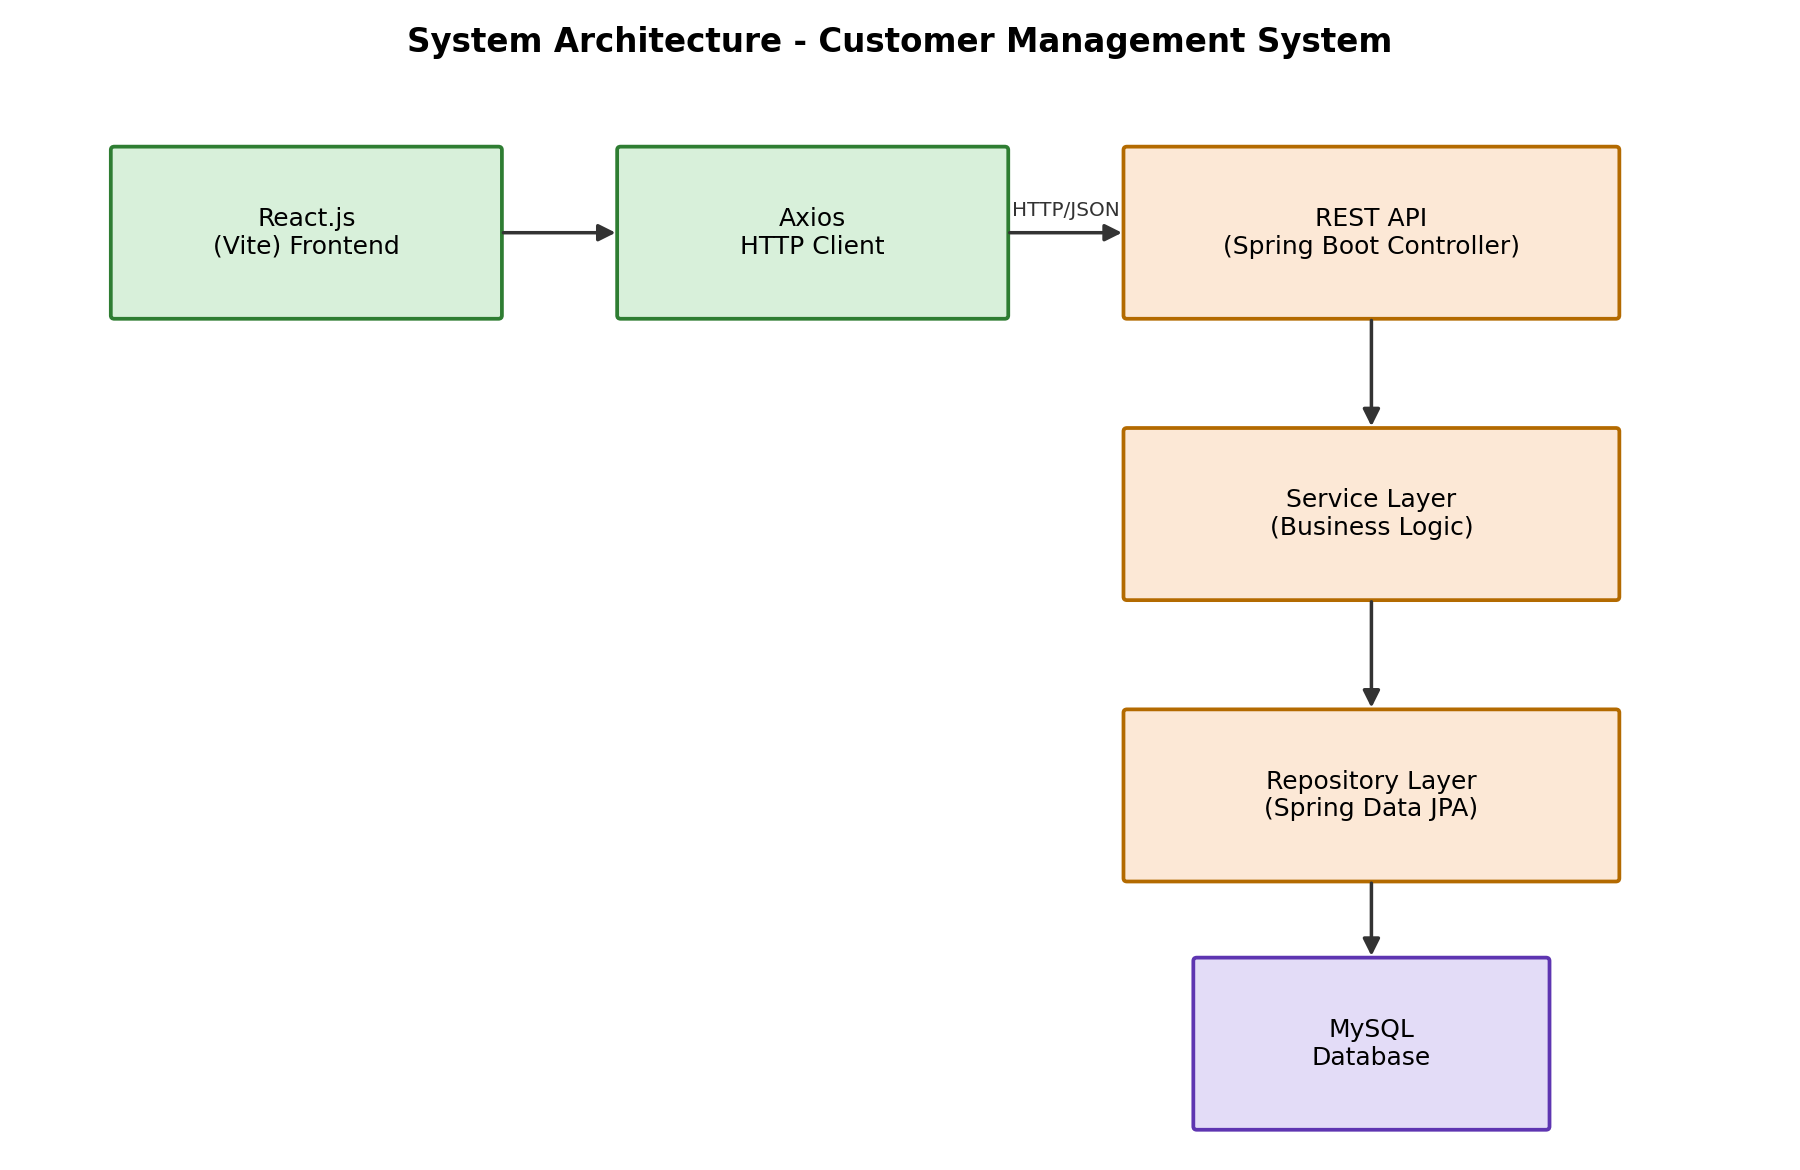 System Architecture - Customer Management System
React.js
(Vite) Frontend
Axios
HTTP Client
HTTP/JSON
REST API
(Spring Boot Controller)
Service Layer
(Business Logic)
Repository Layer
(Spring Data JPA)
MySQL
Database